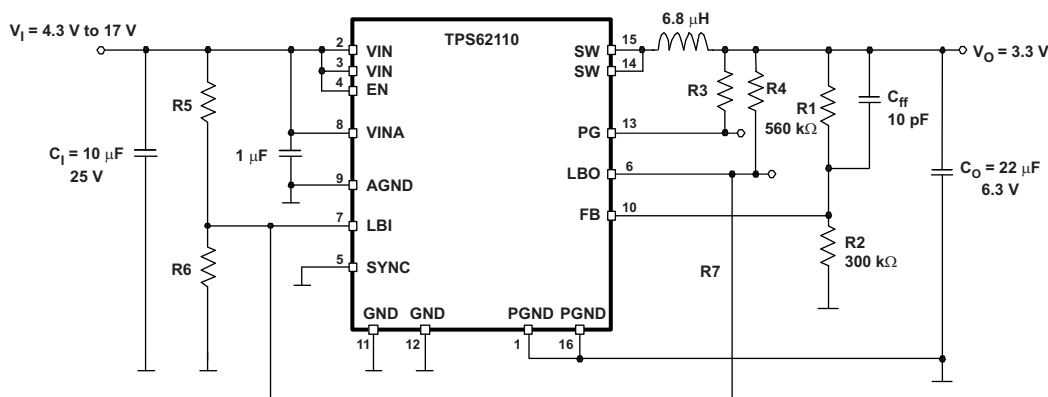 V_I = 4.3 V to 17 V
TPS62110
6.8 μH
2
VIN
3
VIN
4
EN
8
VINA
9
AGND
7
LBI
5
SYNC
15
SW
14
SW
13
PG
6
LBO
10
FB
GND
GND
PGND
PGND
11
12
1
16
R5
C_I = 10 μF
25 V
1 μF
R6
R3
R4
R1
560 kΩ
C_ff
10 pF
V_O = 3.3 V
C_O = 22 μF
6.3 V
R2
300 kΩ
R7